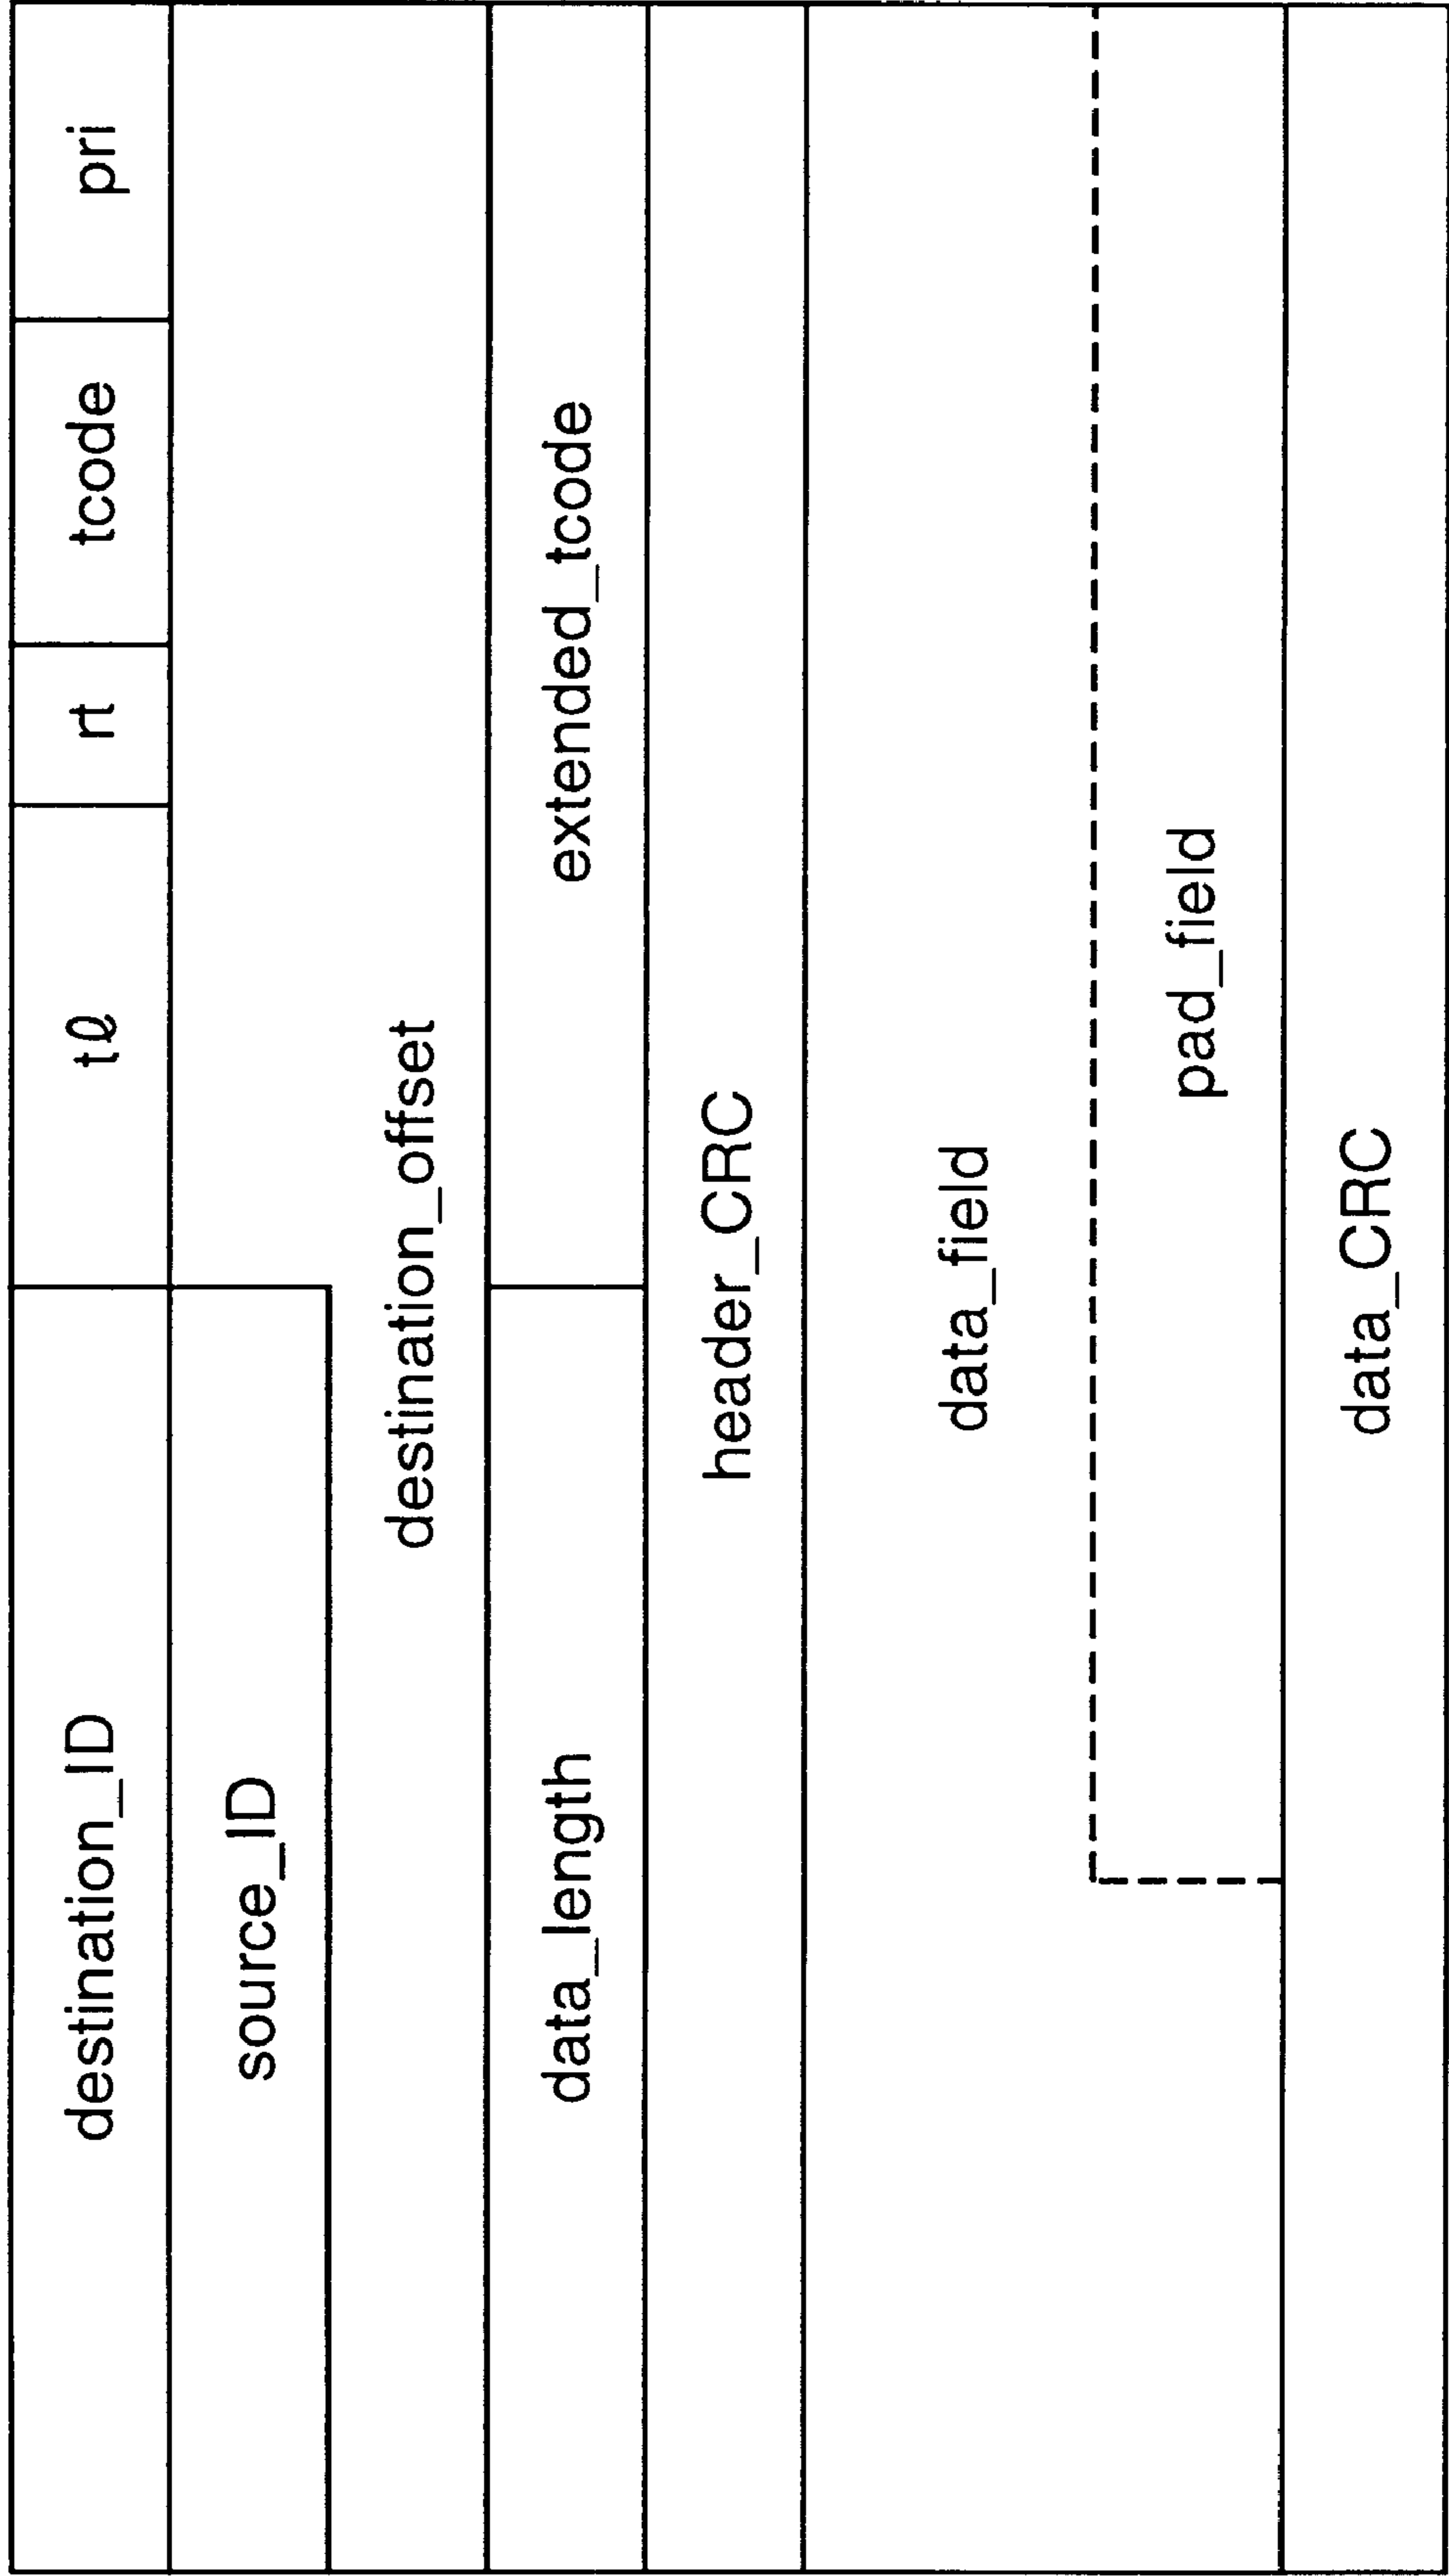 destination_ID tℓ rt tcode pri
source_ID
destination_offset
data_length extended_tcode
header_CRC
data_field
pad_field
data_CRC